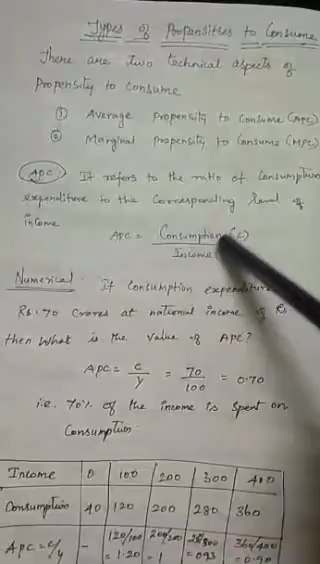 Types of Propensities to Consume
There are two technical aspects of
Propensity to consume
① Average Propensity to Consume (APC)
② Marginal Propensity to Consume (MPC)
APC: It refers to the ratio of Consumption
expenditure to the Corresponding level of
income
APC = Consumption (C)
Income
Numerical: If Consumption expenditure
Rs. 70 Crores at national income of Rs
then What is the value of APC?
APC = C/Y = 70/100 = 0.70
i.e. 70% of the income is spent on
Consumption
Income 0 100 200 300 400
Consumption 40 120 200 280 360
APC = C/Y - 120/100 = 1.20 200/200 = 1 = 0.93 360/400 = 0.90